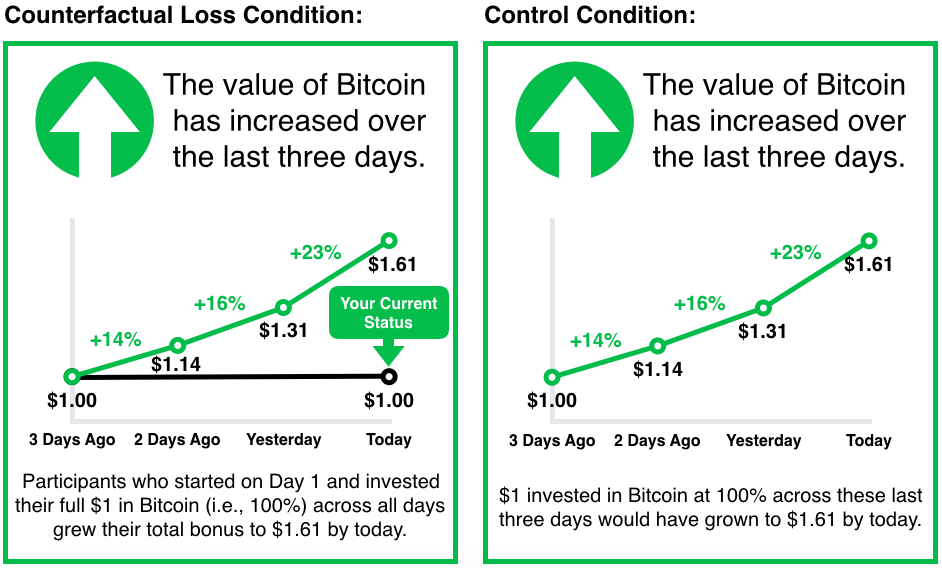 Counterfactual Loss Condition:
The value of Bitcoin
has increased over
the last three days.
+23%
$1.61
+16%
Your Current
Status
$1.31
+14%
$1.14
$1.00
$1.00
3 Days Ago
2 Days Ago
Yesterday
Today
Participants who started on Day 1 and invested
their full $1 in Bitcoin (i.e., 100%) across all days
grew their total bonus to $1.61 by today.
Control Condition:
The value of Bitcoin
has increased over
the last three days.
+23%
$1.61
+16%
$1.31
+14%
$1.14
$1.00
3 Days Ago
2 Days Ago
Yesterday
Today
$1 invested in Bitcoin at 100% across these last
three days would have grown to $1.61 by today.